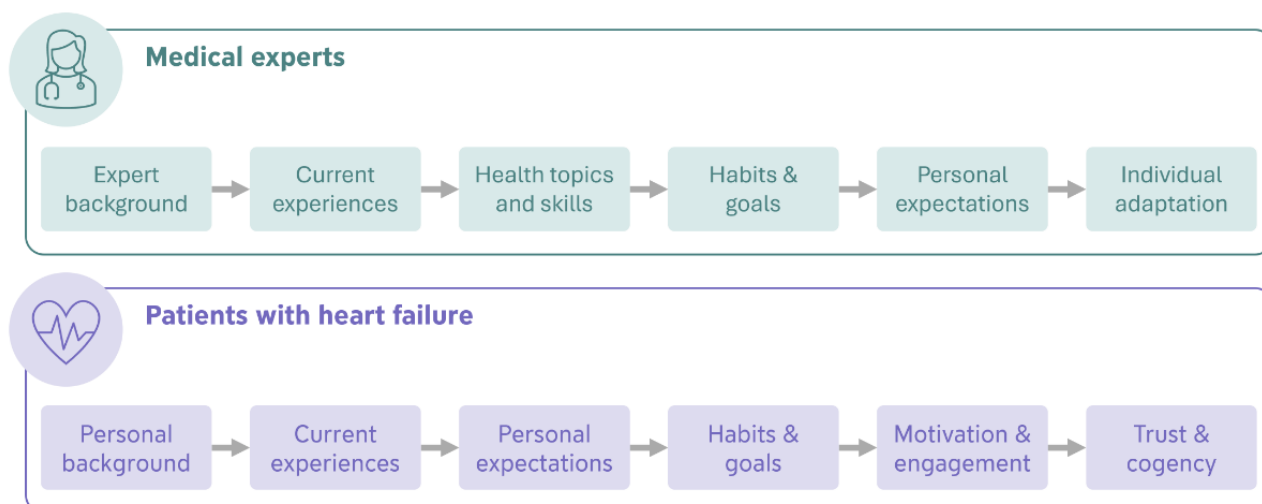 Medical experts
Expert
background
Current
experiences
Health topics
and skills
Habits &
goals
Personal
expectations
Individual
adaptation
Patients with heart failure
Personal
background
Current
experiences
Personal
expectations
Habits &
goals
Motivation &
engagement
Trust &
cogency